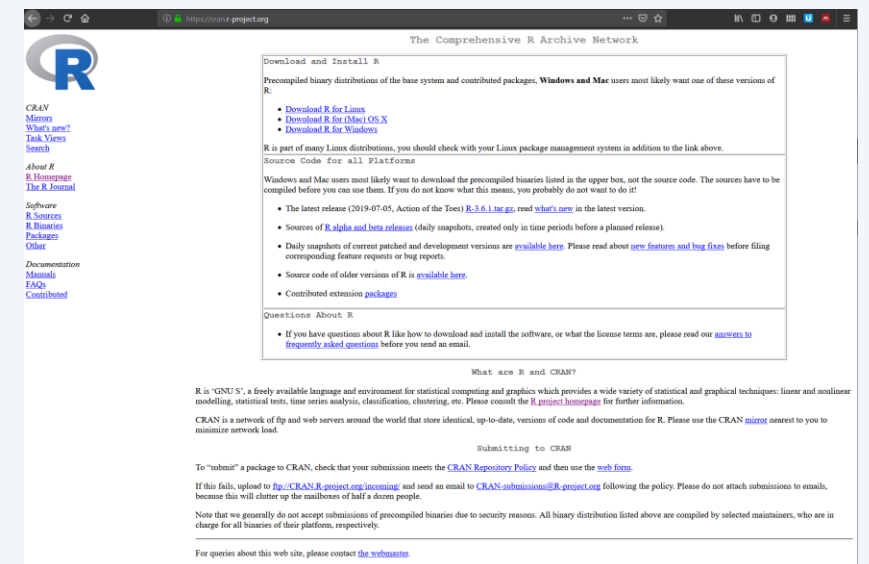 https://cran.r-project.org
The Comprehensive R Archive Network
R
CRAN
Mirrors
What's new?
Task Views
Search
About R
R Homepage
The R Journal
Software
R Sources
R Binaries
Packages
Other
Documentation
Manuals
FAQs
Contributed
Download and Install R
Precompiled binary distributions of the base system and contributed packages, Windows and Mac users most likely want one of these versions of
R:
Download R for Linux
Download R for (Mac) OS X
Download R for Windows
R is part of many Linux distributions, you should check with your Linux package management system in addition to the link above.
Source Code for all Platforms
Windows and Mac users most likely want to download the precompiled binaries listed in the upper box, not the source code. The sources have to be
compiled before you can use them. If you do not know what this means, you probably do not want to do it!
The latest release (2019-07-05, Action of the Toes) R-3.6.1.tar.gz, read what's new in the latest version.
Sources of R alpha and beta releases (daily snapshots, created only in time periods before a planned release).
Daily snapshots of current patched and development versions are available here. Please read about new features and bug fixes before filing
corresponding feature requests or bug reports.
Source code of older versions of R is available here.
Contributed extension packages
Questions About R
If you have questions about R like how to download and install the software, or what the license terms are, please read our answers to
frequently asked questions before you send an email.
What are R and CRAN?
R is ‘GNU S’, a freely available language and environment for statistical computing and graphics which provides a wide variety of statistical and graphical techniques: linear and nonlinear
modelling, statistical tests, time series analysis, classification, clustering, etc. Please consult the R project homepage for further information.
CRAN is a network of ftp and web servers around the world that store identical, up-to-date, versions of code and documentation for R. Please use the CRAN mirror nearest to you to
minimize network load.
Submitting to CRAN
To “submit” a package to CRAN, check that your submission meets the CRAN Repository Policy and then use the web form.
If this fails, upload to ftp://CRAN.R-project.org/incoming/ and send an email to CRAN-submissions@R-project.org following the policy. Please do not attach submissions to emails,
because this will clutter up the mailboxes of half a dozen people.
Note that we generally do not accept submissions of precompiled binaries due to security reasons. All binary distribution listed above are compiled by selected maintainers, who are in
charge for all binaries of their platform, respectively.
For queries about this web site, please contact the webmaster.